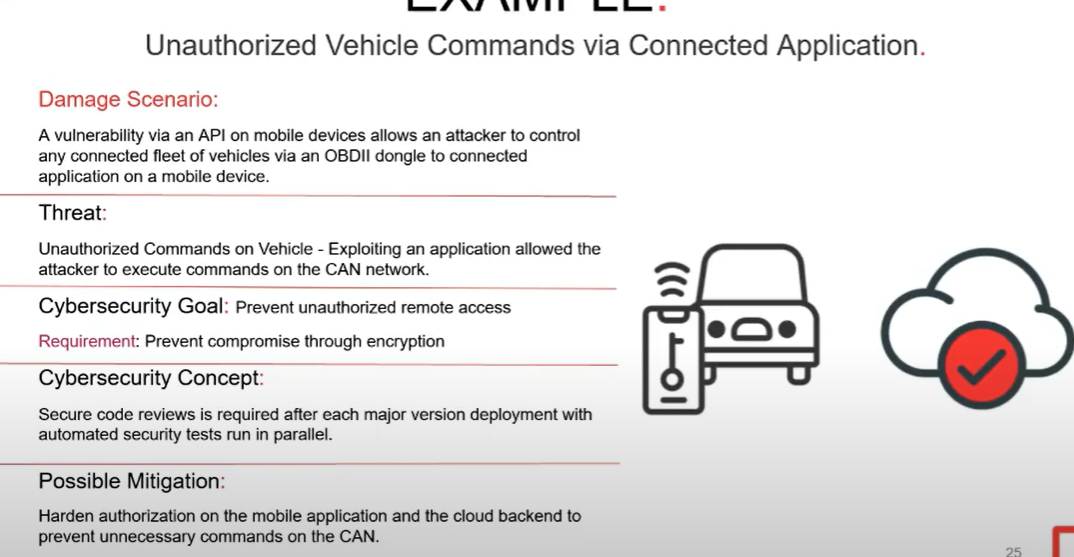 EXAMPLE:
Unauthorized Vehicle Commands via Connected Application.
Damage Scenario:
A vulnerability via an API on mobile devices allows an attacker to control
any connected fleet of vehicles via an OBDII dongle to connected
application on a mobile device.
Threat:
Unauthorized Commands on Vehicle - Exploiting an application allowed the
attacker to execute commands on the CAN network.
Cybersecurity Goal: Prevent unauthorized remote access
Requirement: Prevent compromise through encryption
Cybersecurity Concept:
Secure code reviews is required after each major version deployment with
automated security tests run in parallel.
Possible Mitigation:
Harden authorization on the mobile application and the cloud backend to
prevent unnecessary commands on the CAN.
25